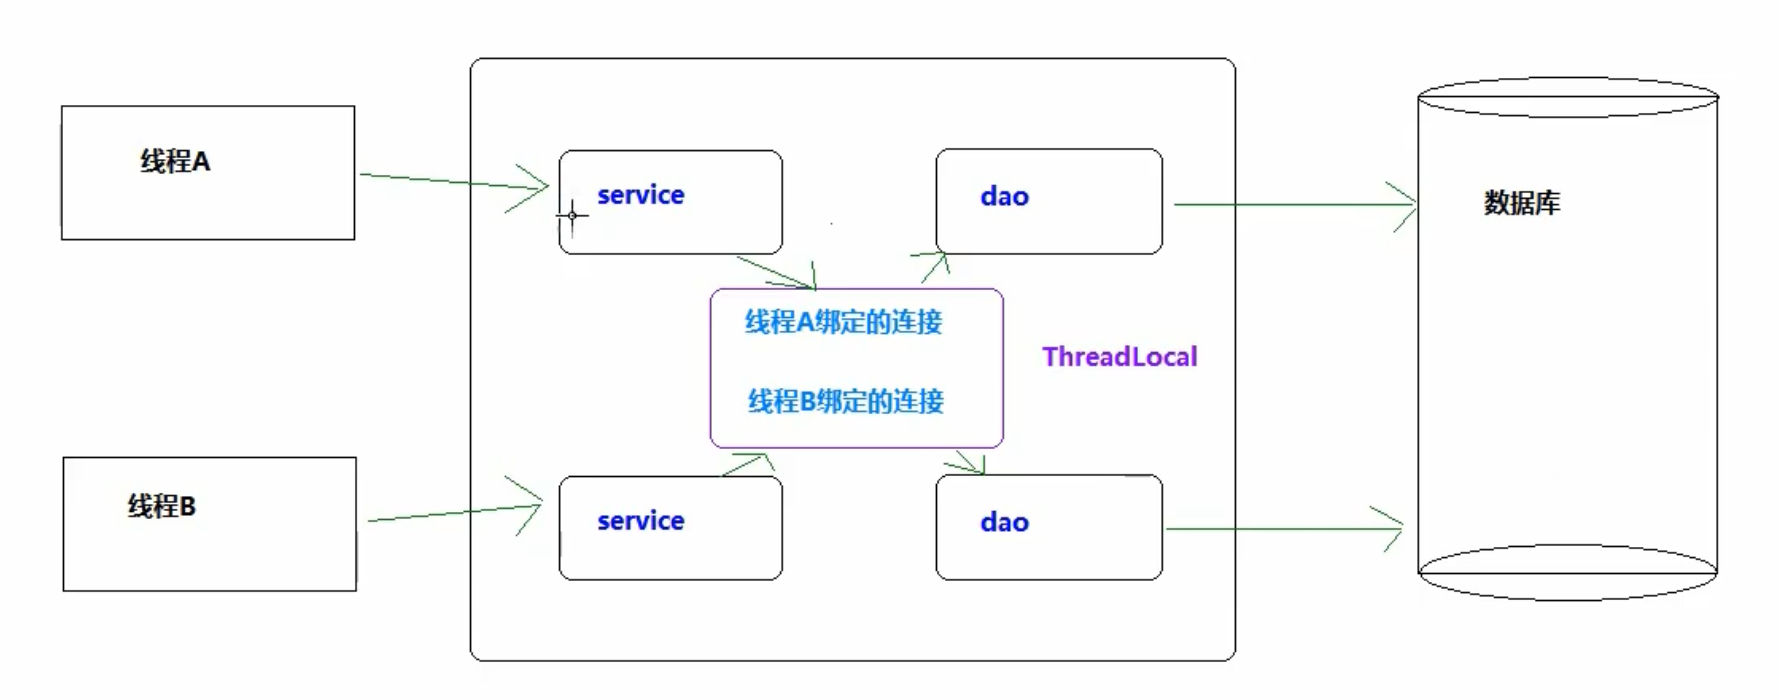 线程A
service
dao
数据库
线程A绑定的连接
ThreadLocal
线程B绑定的连接
线程B
service
dao